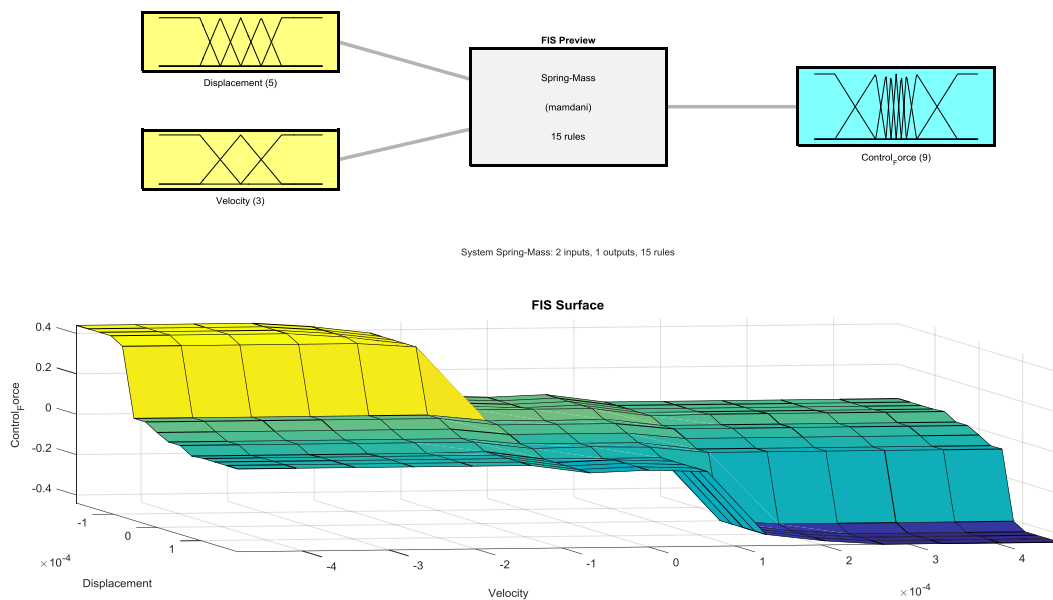 FIS Preview
Displacement (5)
Velocity (3)
Spring-Mass
(mamdani)
15 rules
Control_Force (9)
System Spring-Mass: 2 inputs, 1 outputs, 15 rules
FIS Surface
Control_Force
0.4
0.2
0
-0.2
-0.4
-1
0
1
×10⁻⁴
Displacement
-4
-3
-2
-1
0
1
2
3
4
×10⁻⁴
Velocity